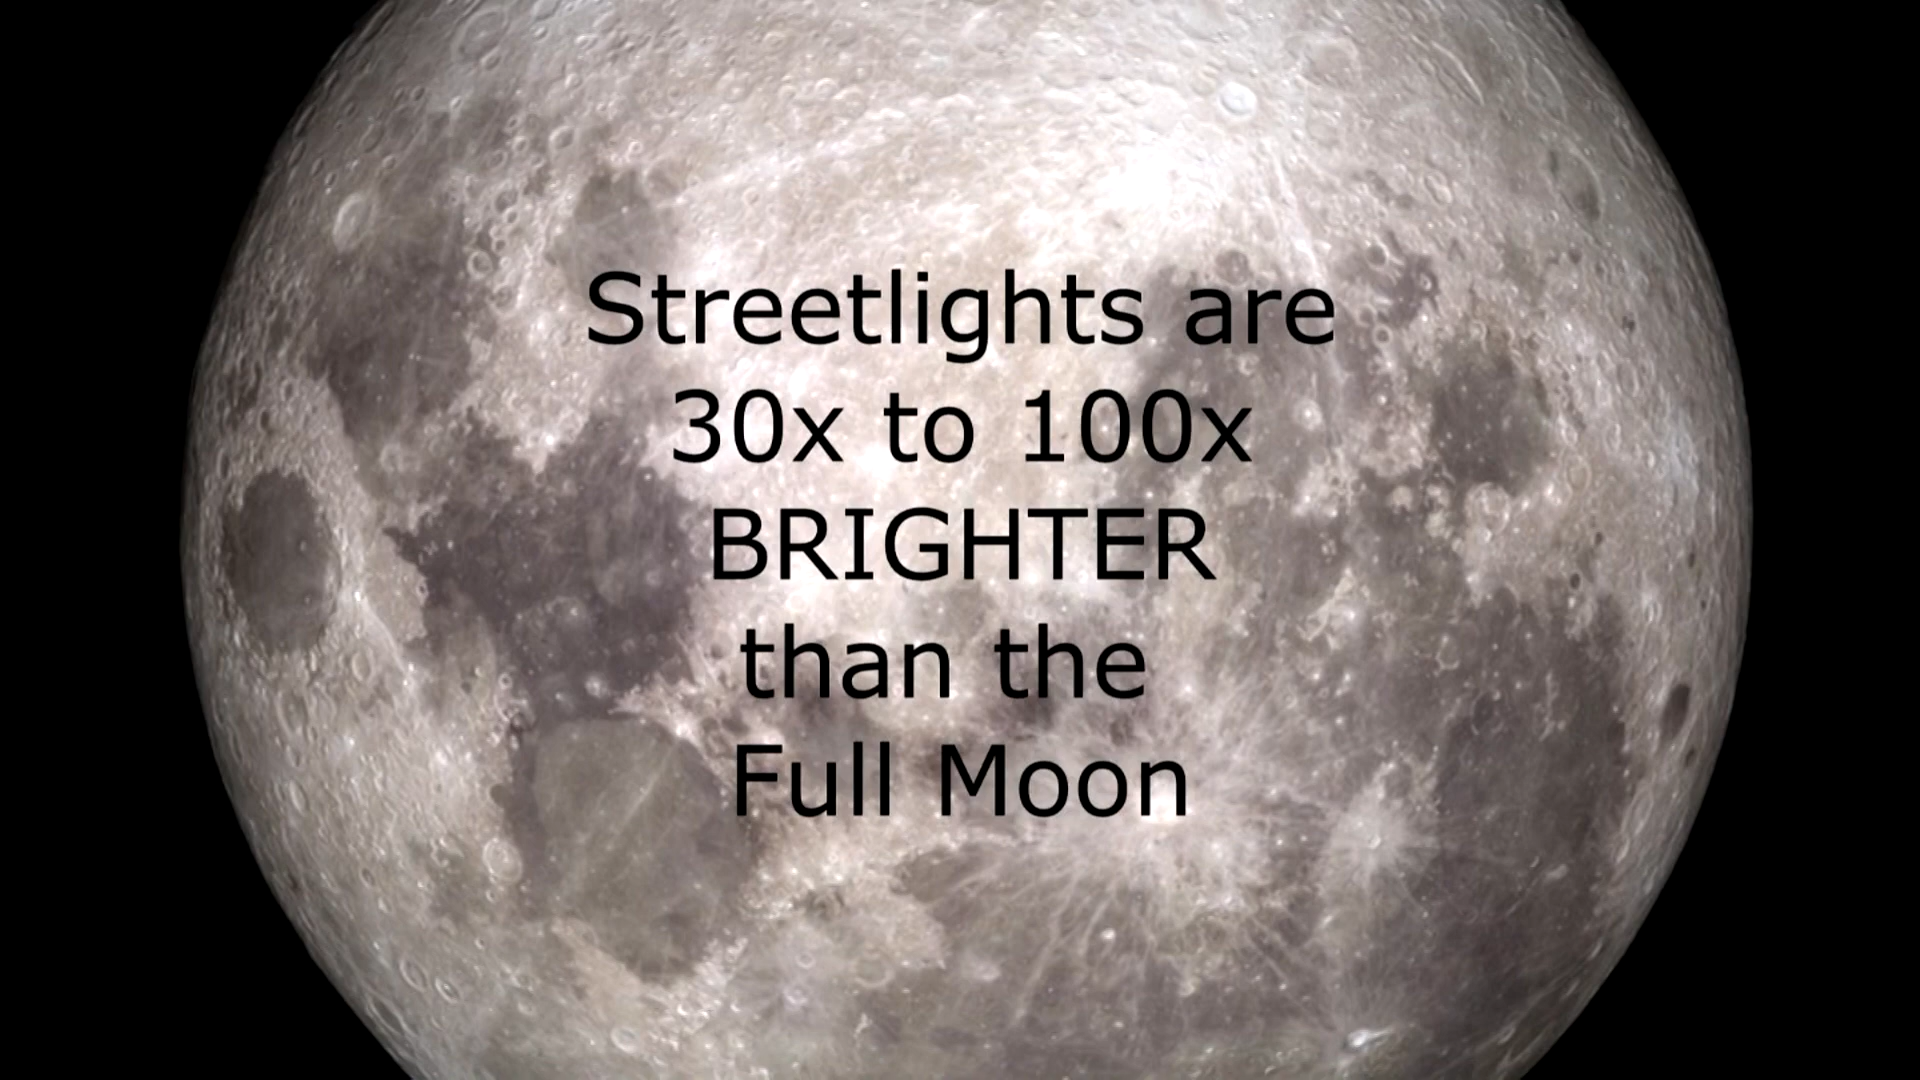 Streetlights are
30x to 100x
BRIGHTER
than the
Full Moon